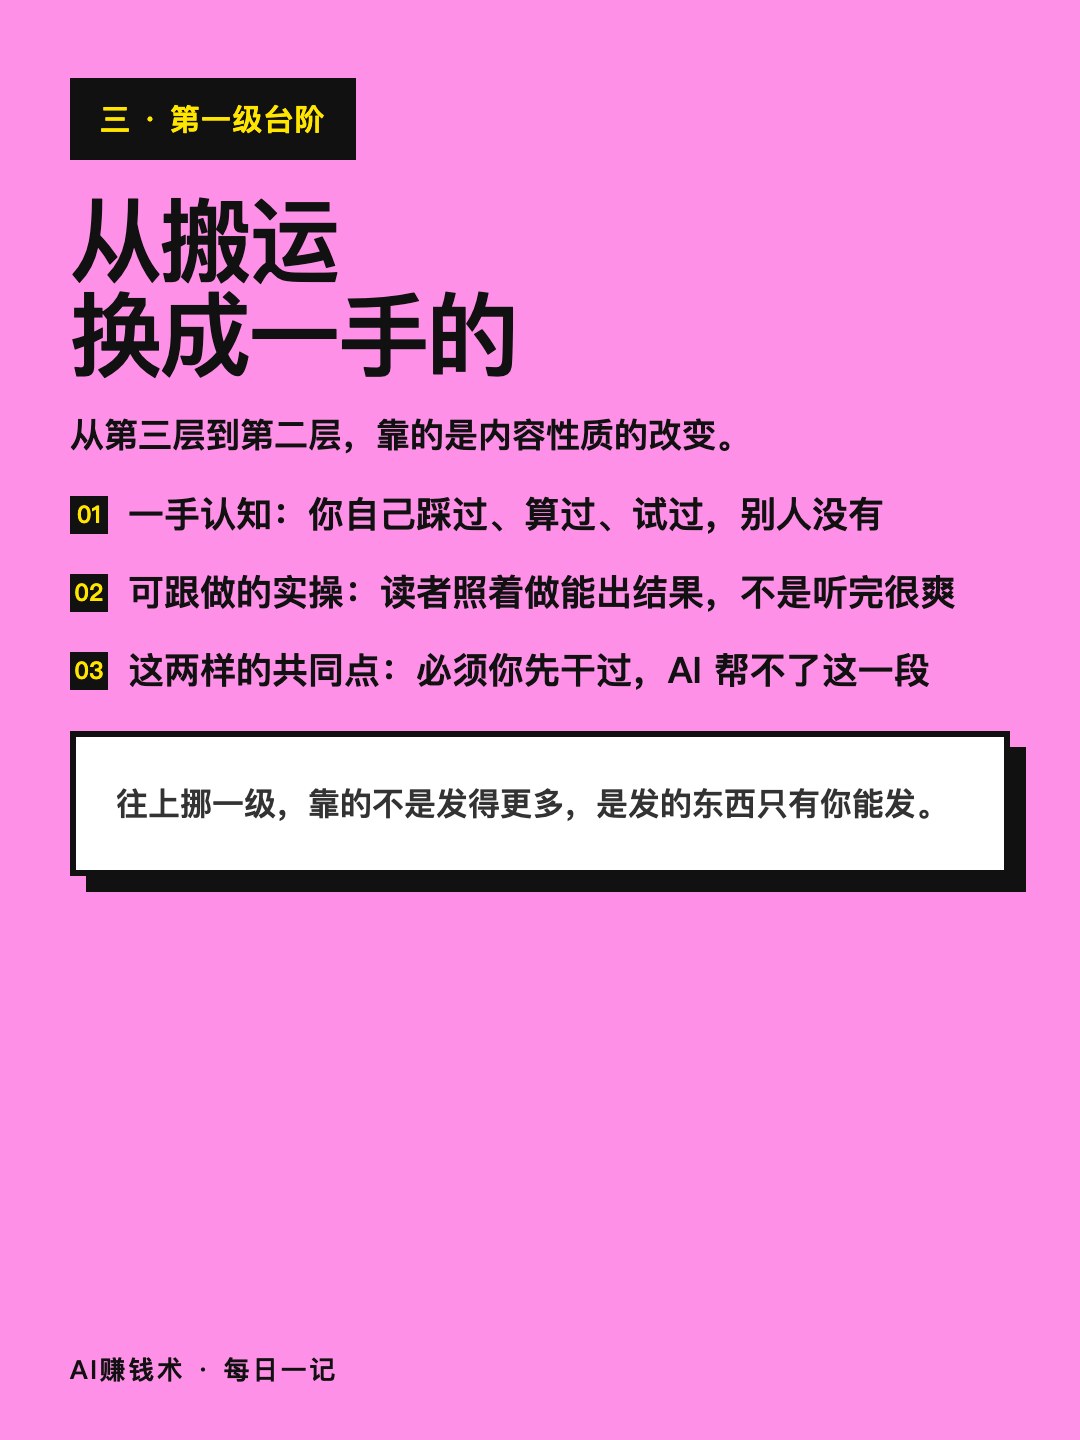 三 · 第一级台阶
从搬运
换成一手的
从第三层到第二层，靠的是内容性质的改变。
01 一手认知：你自己踩过、算过、试过，别人没有
02 可跟做的实操：读者照着做能出结果，不是听完很爽
03 这两样的共同点：必须你先干过，AI 帮不了这一段
往上挪一级，靠的不是发得更多，是发的东西只有你能发。
AI赚钱术 · 每日一记